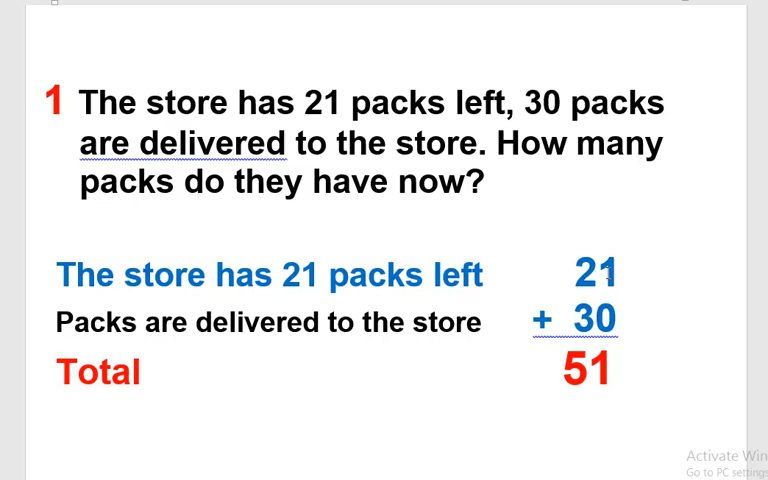 1 The store has 21 packs left, 30 packs
are delivered to the store. How many
packs do they have now?
The store has 21 packs left 21
Packs are delivered to the store + 30
Total 51
Activate Win
Go to PC settings